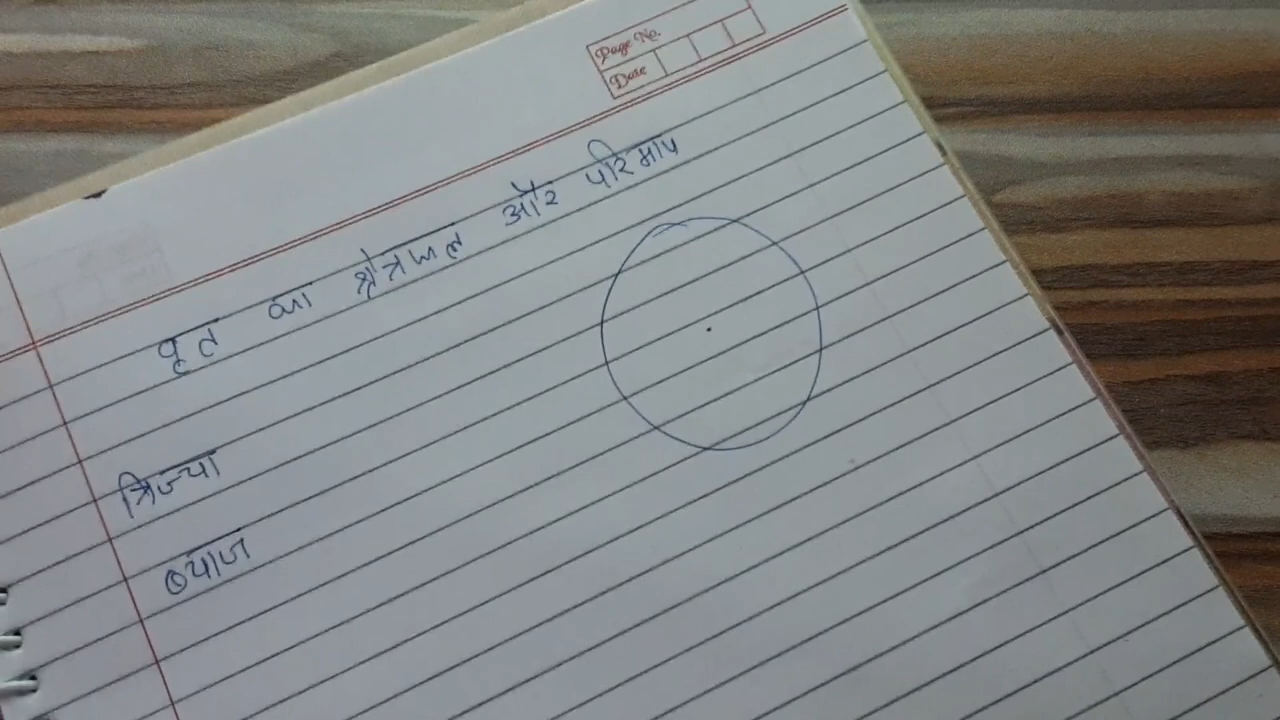 Page No.
Date
वृत का क्षेत्रफल और परिमाप
त्रिज्या
व्याज